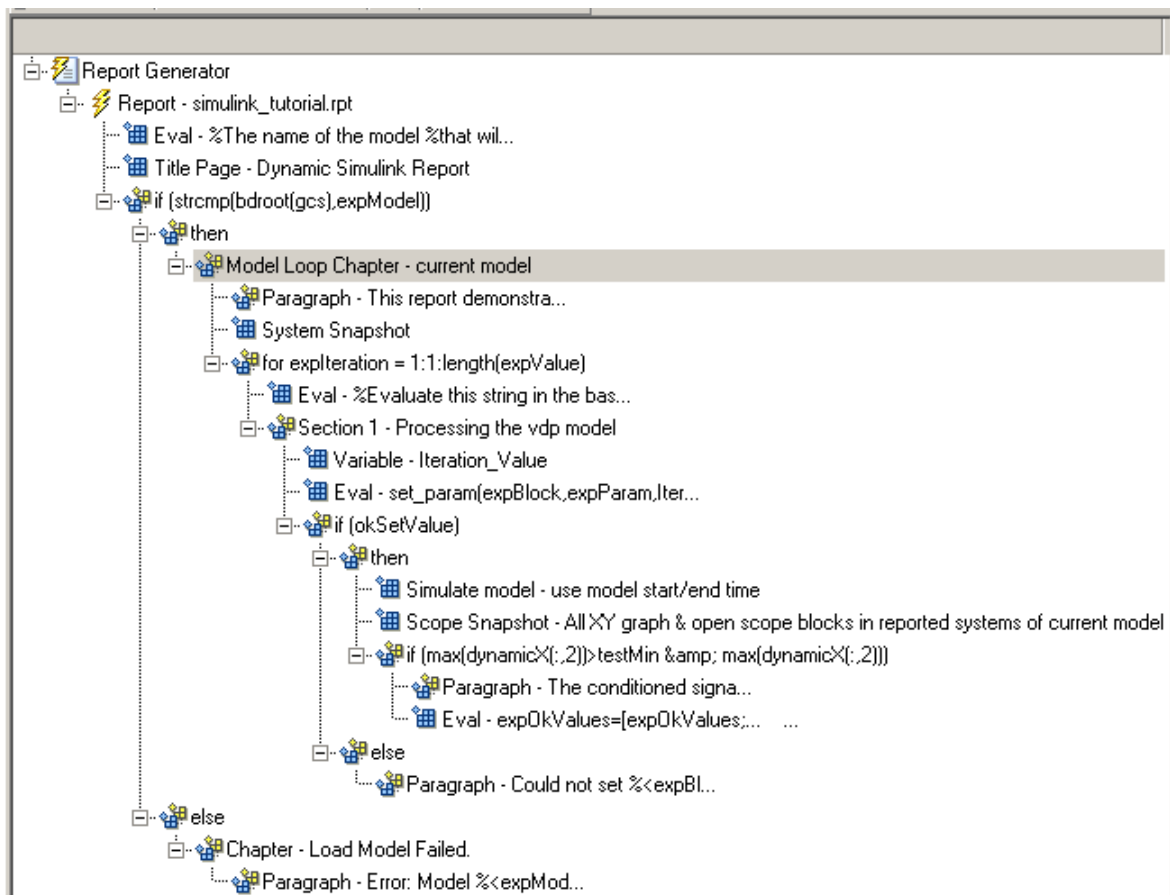 Report Generator
Report - simulink_tutorial.rpt
Eval - %The name of the model %that wil...
Title Page - Dynamic Simulink Report
if (strcmp(bdroot(gcs),expModel))
then
Model Loop Chapter - current model
Paragraph - This report demonstra...
System Snapshot
for expIteration = 1:1:length(expValue)
Eval - %Evaluate this string in the bas...
Section 1 - Processing the vdp model
Variable - Iteration_Value
Eval - set_param(expBlock,expParam,Iter...
if (okSetValue)
then
Simulate model - use model start/end time
Scope Snapshot - All XY graph & open scope blocks in reported systems of current model
if (max(dynamicX(:,2))>testMin &amp; max(dynamicX(:,2)))
Paragraph - The conditioned signa...
Eval - expOkValues=[expOkValues;... ...
else
Paragraph - Could not set %<expBl...
else
Chapter - Load Model Failed.
Paragraph - Error: Model %<expMod...